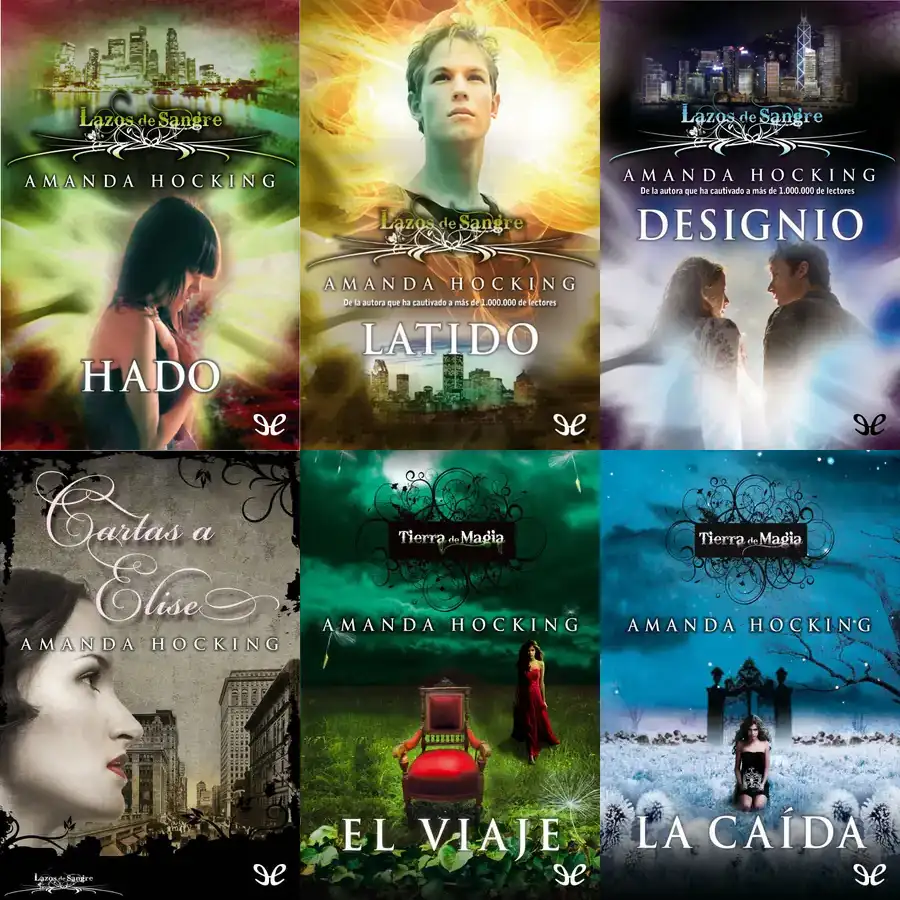 Lazos de Sangre
AMANDA HOCKING
HADO
Lazos de Sangre
AMANDA HOCKING
De la autora que ha cautivado a más de 1.000.000 de lectores
LATIDO
Lazos de Sangre
AMANDA HOCKING
De la autora que ha cautivado a más de 1.000.000 de lectores
DESIGNIO
Cartas a
Elise
AMANDA HOCKING
Lazos de Sangre
Tierra de Magia
AMANDA HOCKING
EL VIAJE
Tierra de Magia
AMANDA HOCKING
LA CAÍDA